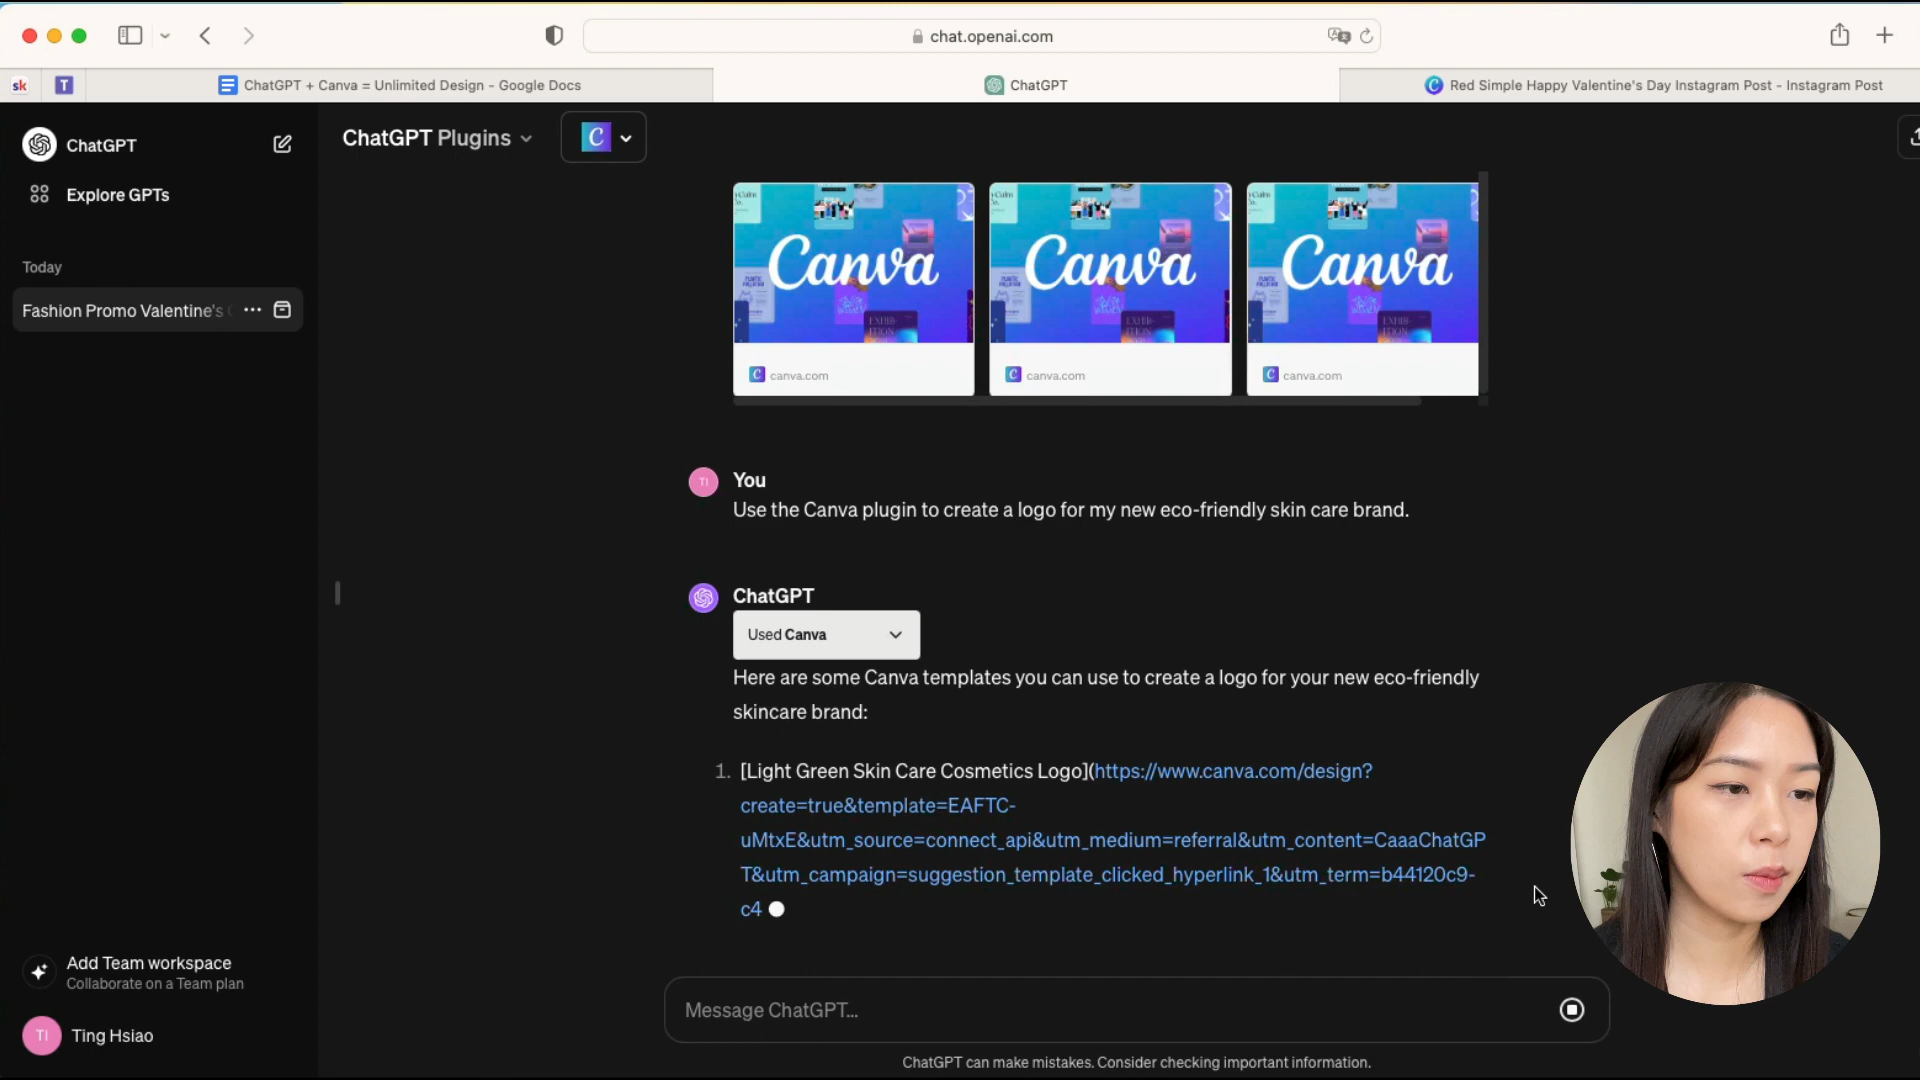 chat.openai.com
sk
T
ChatGPT + Canva = Unlimited Design - Google Docs
ChatGPT
Red Simple Happy Valentine's Day Instagram Post - Instagram Post
ChatGPT
Explore GPTs
Today
Fashion Promo Valentine's
Add Team workspace
Collaborate on a Team plan
TI
Ting Hsiao
ChatGPT Plugins
C
Canva
Canva
Canva
canva.com
canva.com
canva.com
TI
You
Use the Canva plugin to create a logo for my new eco-friendly skin care brand.
ChatGPT
Used Canva
Here are some Canva templates you can use to create a logo for your new eco-friendly
skincare brand:
1. [Light Green Skin Care Cosmetics Logo](https://www.canva.com/design?
create=true&template=EAFTC-
uMtxE&utm_source=connect_api&utm_medium=referral&utm_content=CaaaChatGP
T&utm_campaign=suggestion_template_clicked_hyperlink_1&utm_term=b44120c9-
c4
Message ChatGPT...
ChatGPT can make mistakes. Consider checking important information.